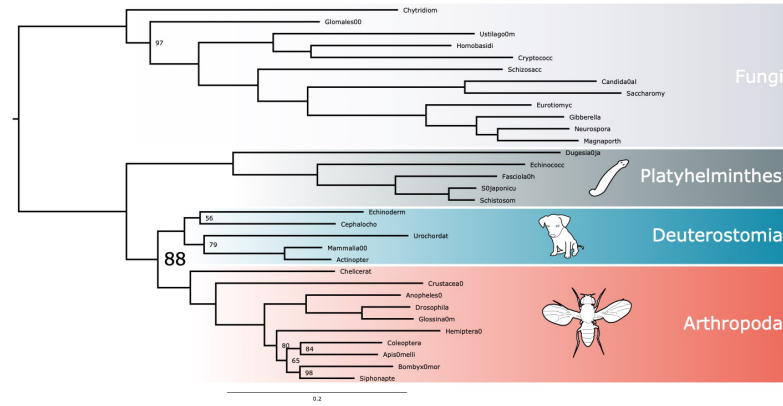 Chytridiom
Glomales00
97
Ustilago0m
Homobasidi
Cryptococc
Schizosacc
Candida0al
Fungi
Saccharomy
Eurotiomyc
Gibberella
Neurospora
Magnaporth
Dugesia0ja
Echinococc
Fasciola0h
Platyhelminthes
S0japonicu
Schistosom
Echinoderm
56
Cephalocho
Urochordat
Deuterostomia
79
Mammalia00
88
Actinopter
Chelicerat
Crustacea0
Anopheles0
Drosophila
Glossina0m
Arthropoda
Hemiptera0
80
Coleoptera
84
Apis0melli
65
Bombyx0mor
98
Siphonapte
0.2